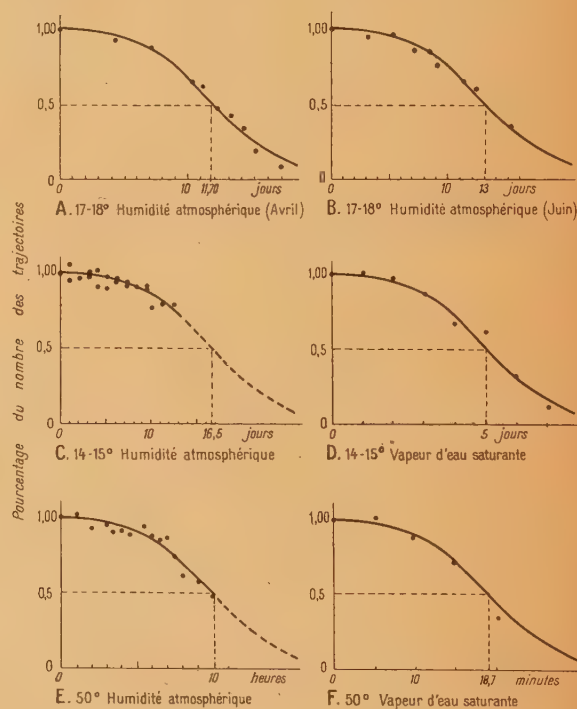 Pourcentage du nombre des trajectoires
1,00
0,5
0
0 10 11,70 jours
A. 17-18° Humidité atmosphérique (Avril)
1,00
0,5
0
0 10 13 jours
B. 17-18° Humidité atmosphérique (Juin)
1,00
0,5
0
0 10 16,6 jours
C. 14-15° Humidité atmosphérique
1,00
0,5
0
0 5 jours
D. 14-15° Vapeur d'eau saturante
1,00
0,5
0
0 10 heures
E. 50° Humidité atmosphérique
1,00
0,5
0
0 10 18,7 minutes
F. 50° Vapeur d'eau saturante